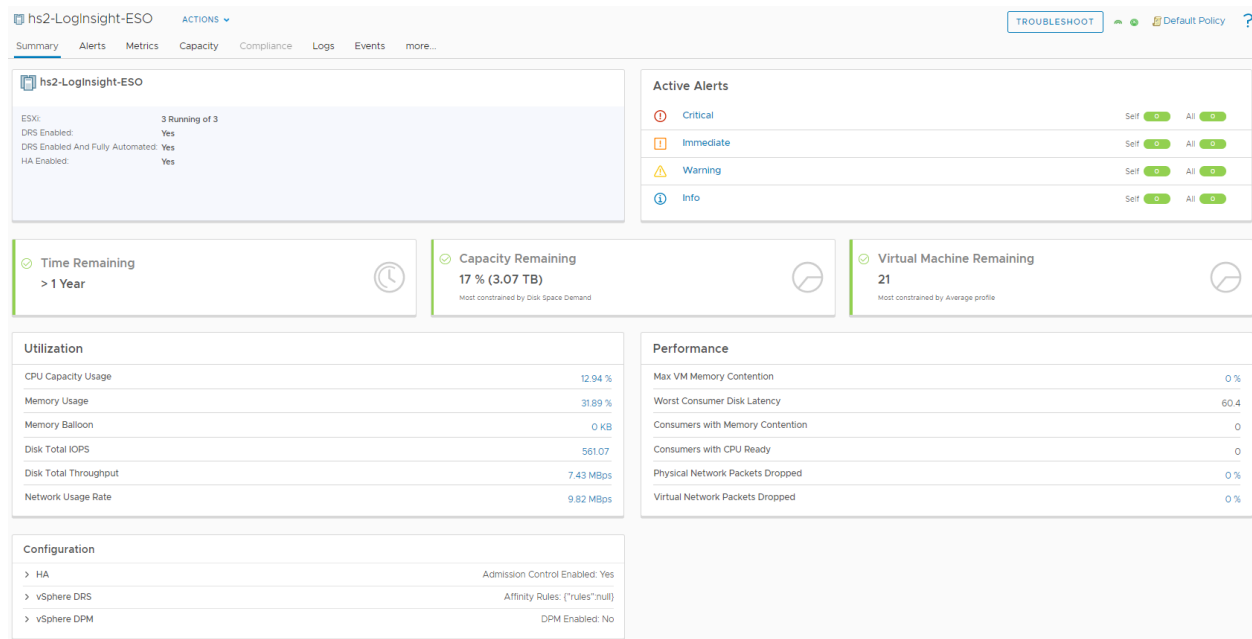 hs2-LogInsight-ESO ACTIONS TROUBLESHOOT Default Policy ?
Summary Alerts Metrics Capacity Compliance Logs Events more...
hs2-LogInsight-ESO
ESXi: 3 Running of 3
DRS Enabled: Yes
DRS Enabled And Fully Automated: Yes
HA Enabled: Yes
Active Alerts
Critical Self 0 All 0
Immediate Self 0 All 0
Warning Self 0 All 0
Info Self 0 All 0
Time Remaining
> 1 Year
Capacity Remaining
17 % (3.07 TB)
Most constrained by Disk Space Demand
Virtual Machine Remaining
21
Most constrained by Average profile
Utilization
CPU Capacity Usage 12.94 %
Memory Usage 31.89 %
Memory Balloon 0 KB
Disk Total IOPS 561.07
Disk Total Throughput 7.43 MBps
Network Usage Rate 9.82 MBps
Performance
Max VM Memory Contention 0 %
Worst Consumer Disk Latency 60.4
Consumers with Memory Contention 0
Consumers with CPU Ready 0
Physical Network Packets Dropped 0 %
Virtual Network Packets Dropped 0 %
Configuration
> HA Admission Control Enabled: Yes
> vSphere DRS Affinity Rules: {"rules":null}
> vSphere DPM DPM Enabled: No